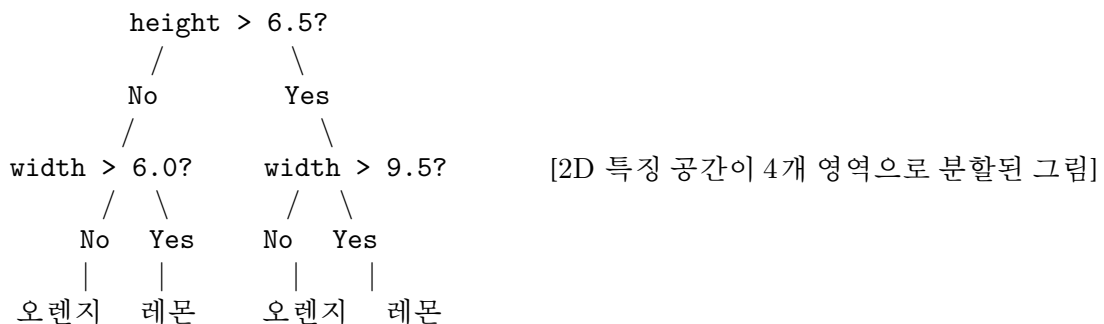 height > 6.5?
No Yes
width > 6.0? width > 9.5? [2D 특징 공간이 4개 영역으로 분할된 그림]
No Yes No Yes
오렌지 레몬 오렌지 레몬